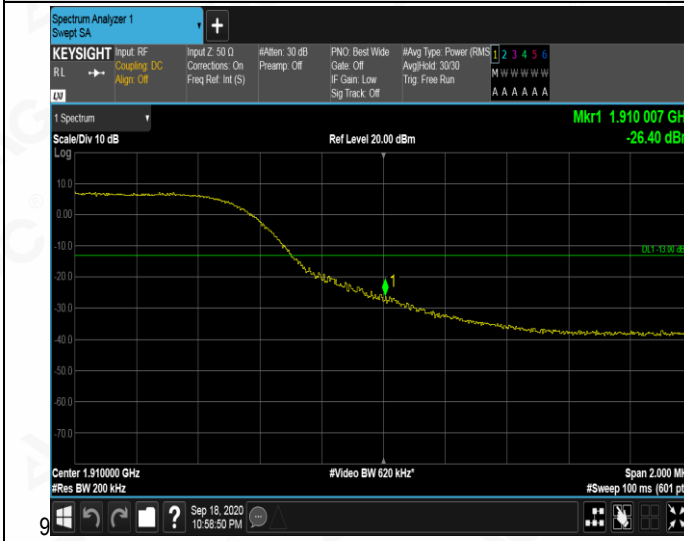 Spectrum Analyzer 1
Swept SA
+
KEYSIGHT
RL
LXI
Input: RF
Coupling: DC
Align: Off
Input Z: 50 Ω
Corrections: On
Freq Ref: Int (S)
#Atten: 30 dB
Preamp: Off
PNO: Best Wide
Gate: Off
IF Gain: Low
Sig Track: Off
#Avg Type: Power (RMS
Avg|Hold: 30/30
Trig: Free Run
1 2 3 4 5 6
M W W W W W
A A A A A A
1 Spectrum
Mkr1 1.910 007 GH
Scale/Div 10 dB
Ref Level 20.00 dBm
-26.40 dB
Log
10.0
0.00
-10.0
DL1 -13.00 dB
-20.0
1
-30.0
-40.0
-50.0
-60.0
-70.0
Center 1.910000 GHz
#Video BW 620 kHz*
Span 2.000 M
#Res BW 200 kHz
#Sweep 100 ms (601 pt
9
?
Sep 18, 2020
10:58:50 PM